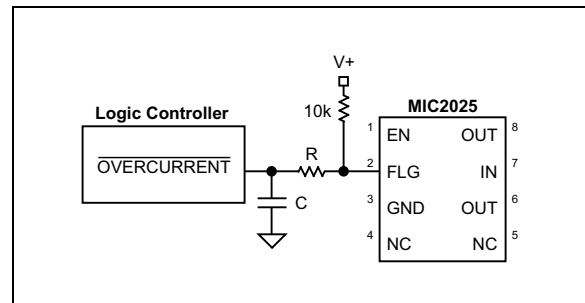 V+
Logic Controller
10k
MIC2025
OVERCURRENT
R
C
1 EN OUT 8
2 FLG IN 7
3 GND OUT 6
4 NC NC 5